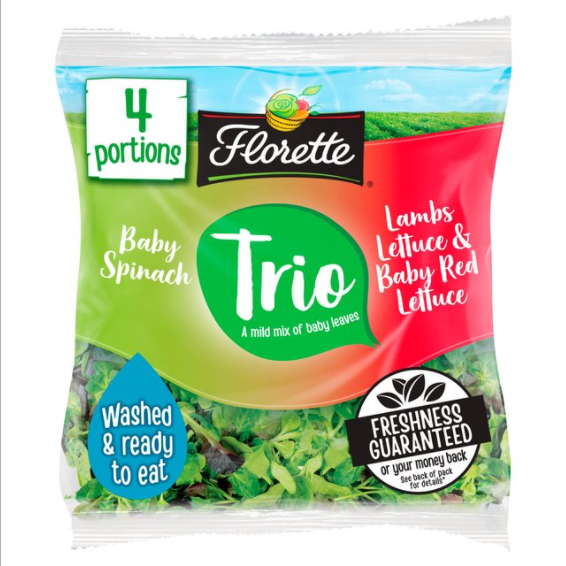 4
portions
Florette
®
Baby
Spinach
Trio
A mild mix of baby leaves
Lambs
Lettuce &
Baby Red
Lettuce
Washed
& ready
to eat
FRESHNESS
GUARANTEED
or your money back
See back of pack
for details*